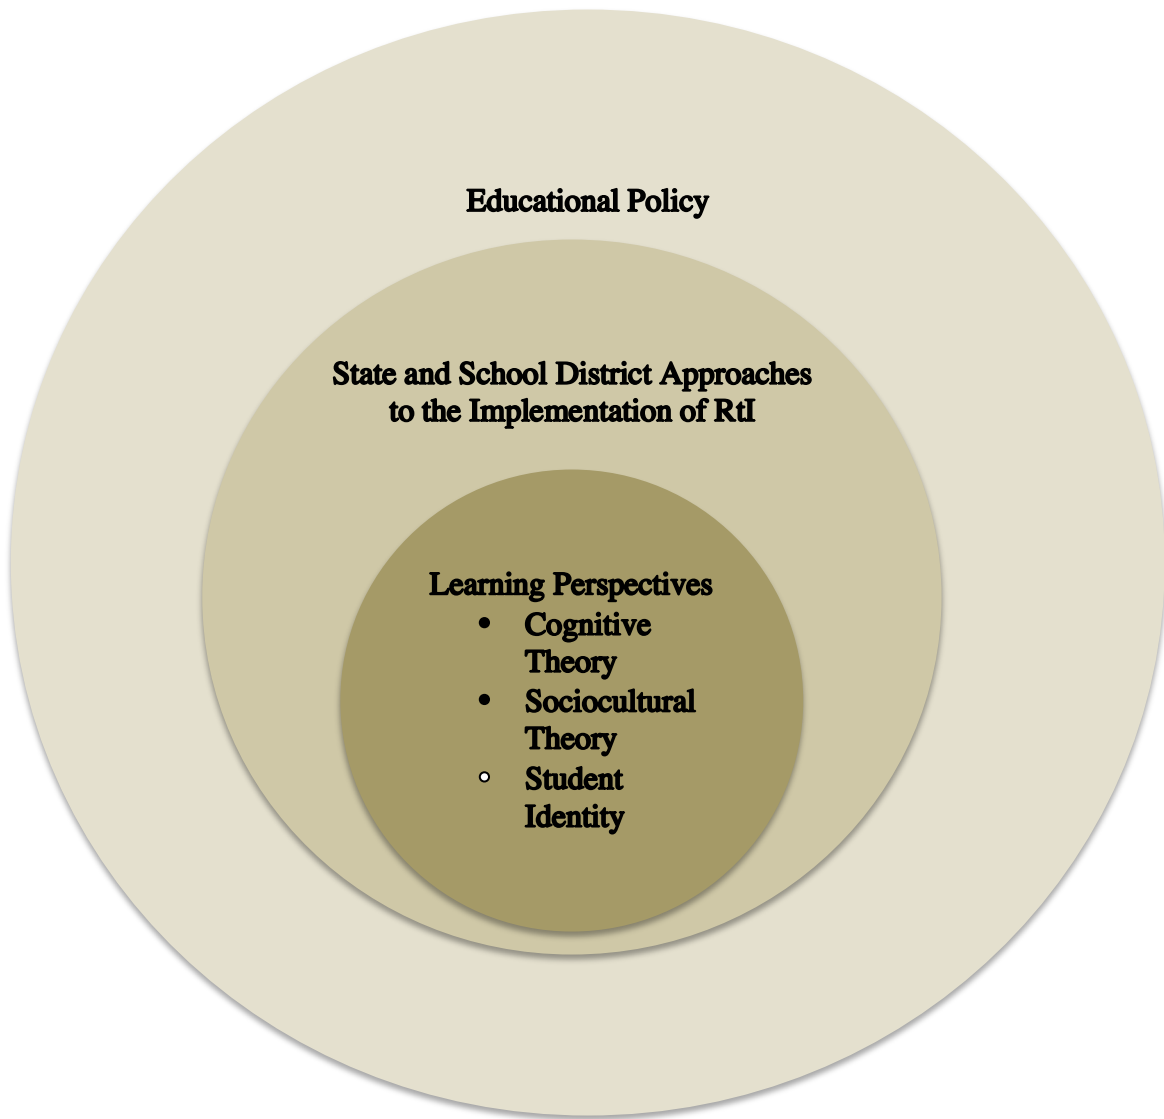 Educational Policy
State and School District Approaches
to the Implementation of RtI
Learning Perspectives
• Cognitive
Theory
• Sociocultural
Theory
◦ Student
Identity